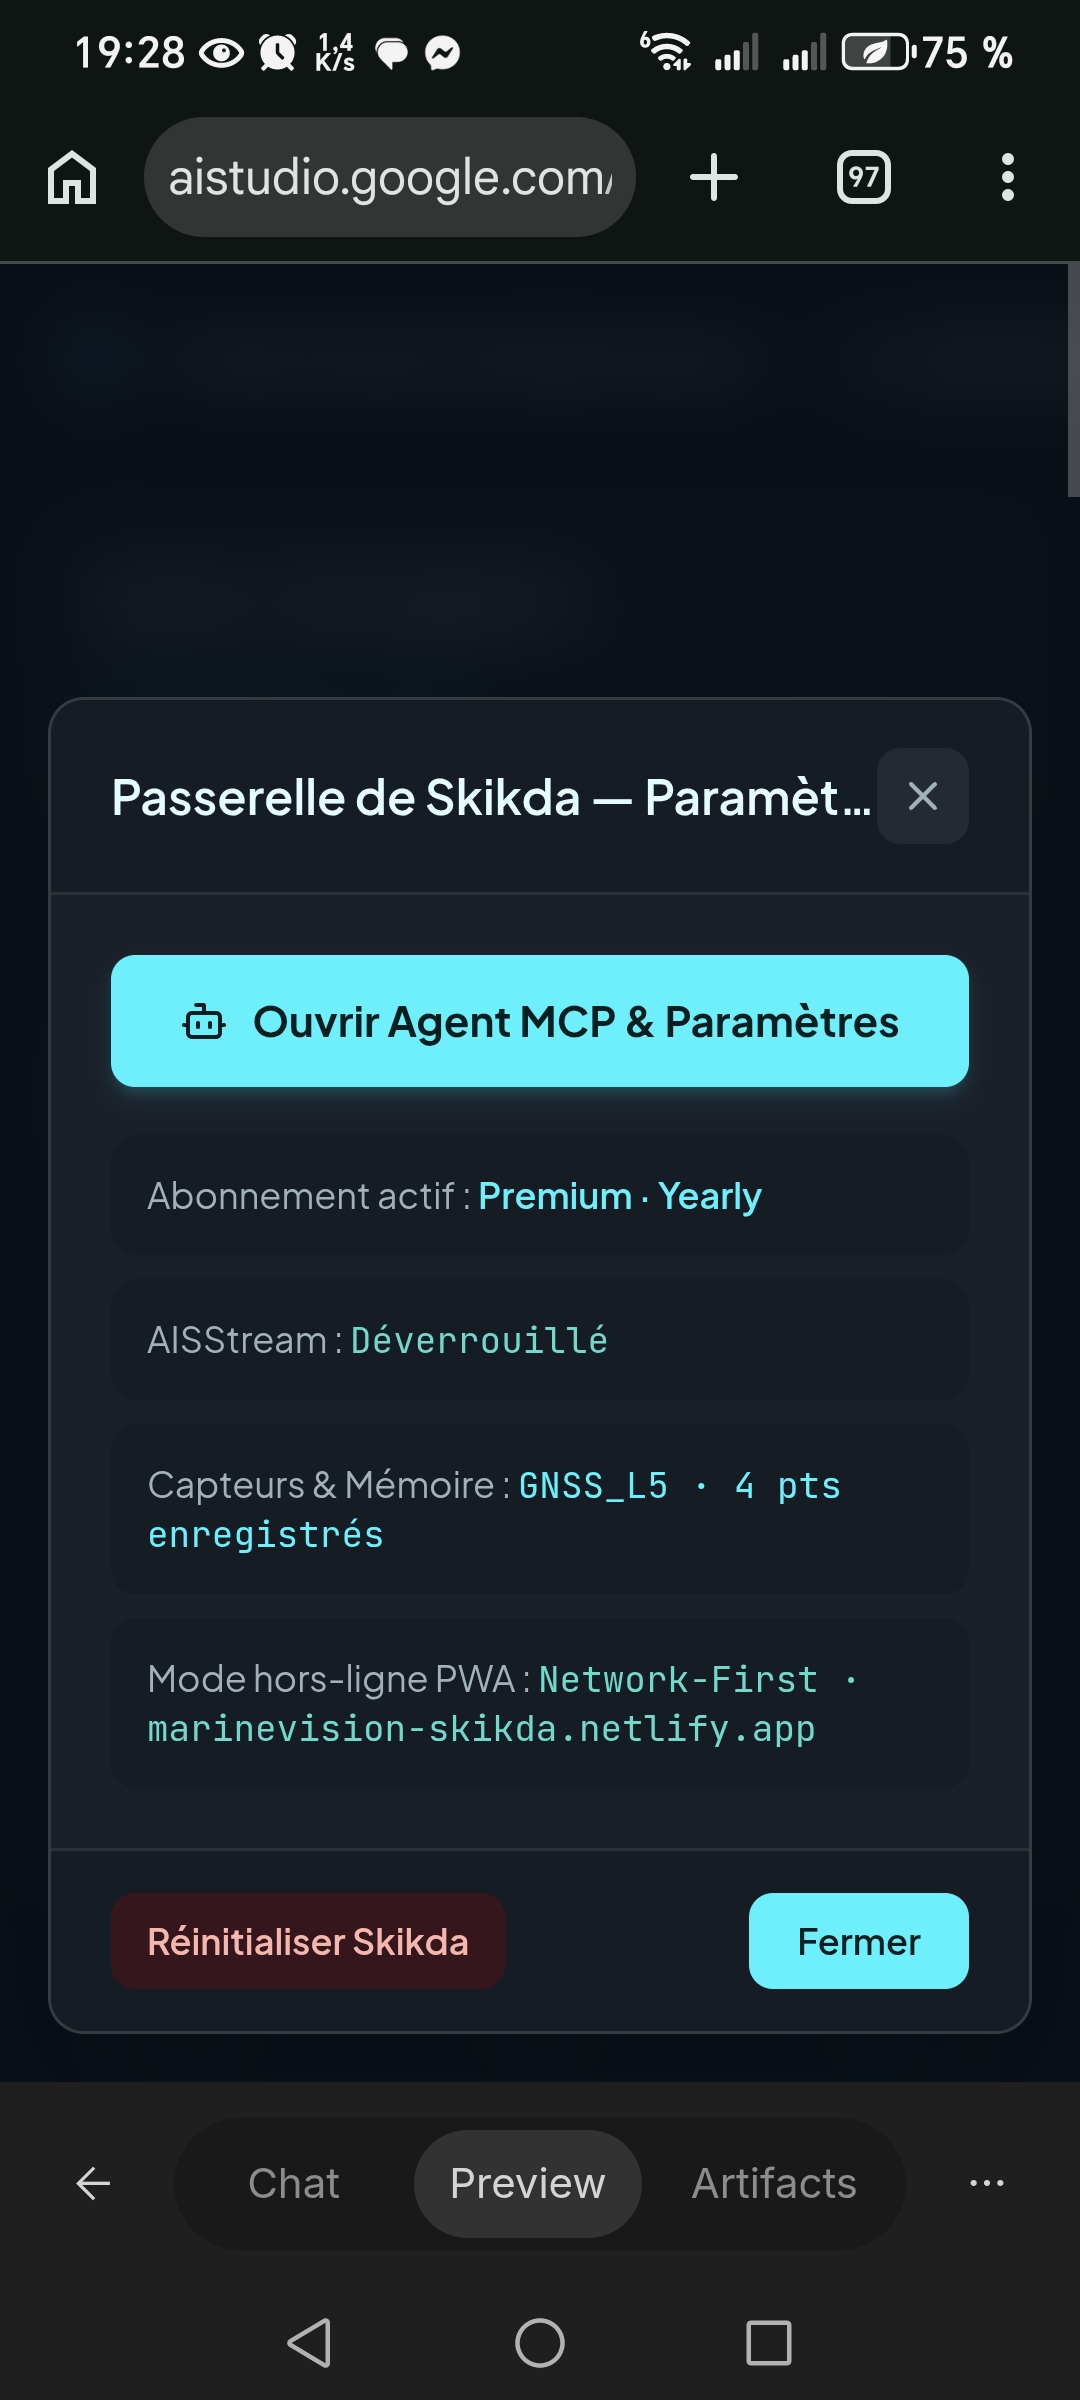 19:28 1,4 K/s 6 75 %
aistudio.google.com/ 97
Passerelle de Skikda — Paramèt…
Ouvrir Agent MCP & Paramètres
Abonnement actif : Premium · Yearly
AISStream : Déverrouillé
Capteurs & Mémoire : GNSS_L5 · 4 pts
enregistrés
Mode hors-ligne PWA : Network-First ·
marinevision-skikda.netlify.app
Réinitialiser Skikda Fermer
Chat Preview Artifacts